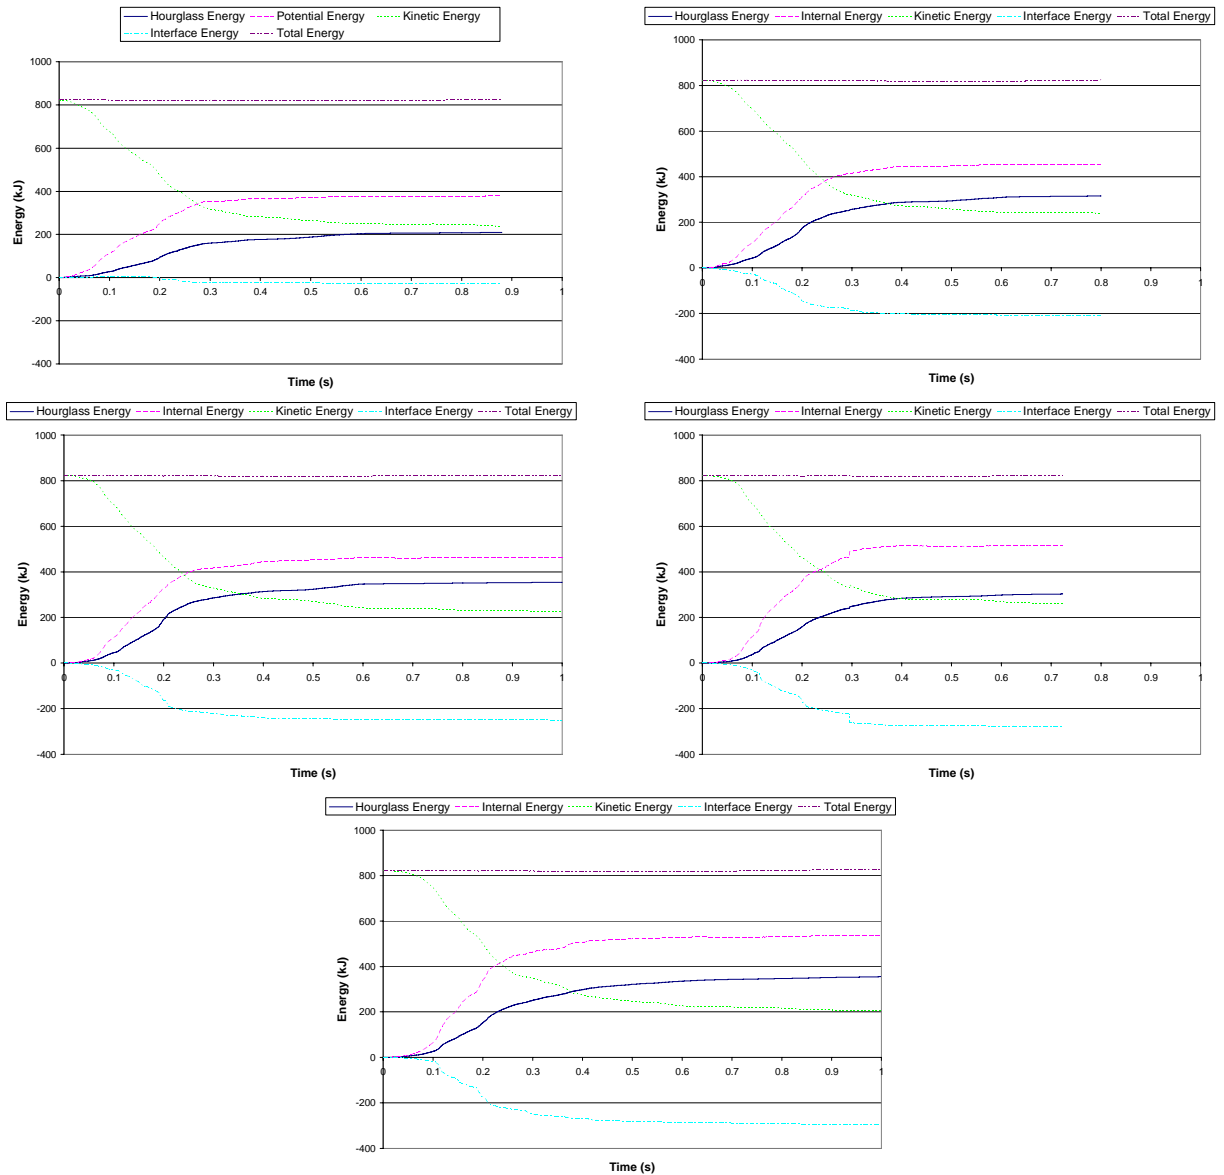 Hourglass Energy Potential Energy Kinetic Energy
Interface Energy Total Energy
1000
800
600
400
200
0
-200
-400
0 0.1 0.2 0.3 0.4 0.5 0.6 0.7 0.8 0.9 1
Energy (kJ)
Time (s)
Hourglass Energy Internal Energy Kinetic Energy Interface Energy Total Energy
1000
800
600
400
200
0
-200
-400
0 0.1 0.2 0.3 0.4 0.5 0.6 0.7 0.8 0.9 1
Energy (kJ)
Time (s)
Hourglass Energy Internal Energy Kinetic Energy Interface Energy Total Energy
1000
800
600
400
200
0
-200
-400
0 0.1 0.2 0.3 0.4 0.5 0.6 0.7 0.8 0.9 1
Energy (kJ)
Time (s)
Hourglass Energy Internal Energy Kinetic Energy Interface Energy Total Energy
1000
800
600
400
200
0
-200
-400
0 0.1 0.2 0.3 0.4 0.5 0.6 0.7 0.8 0.9 1
Energy (kJ)
Time (s)
Hourglass Energy Internal Energy Kinetic Energy Interface Energy Total Energy
1000
800
600
400
200
0
-200
-400
0 0.1 0.2 0.3 0.4 0.5 0.6 0.7 0.8 0.9 1
Energy (kJ)
Time (s)